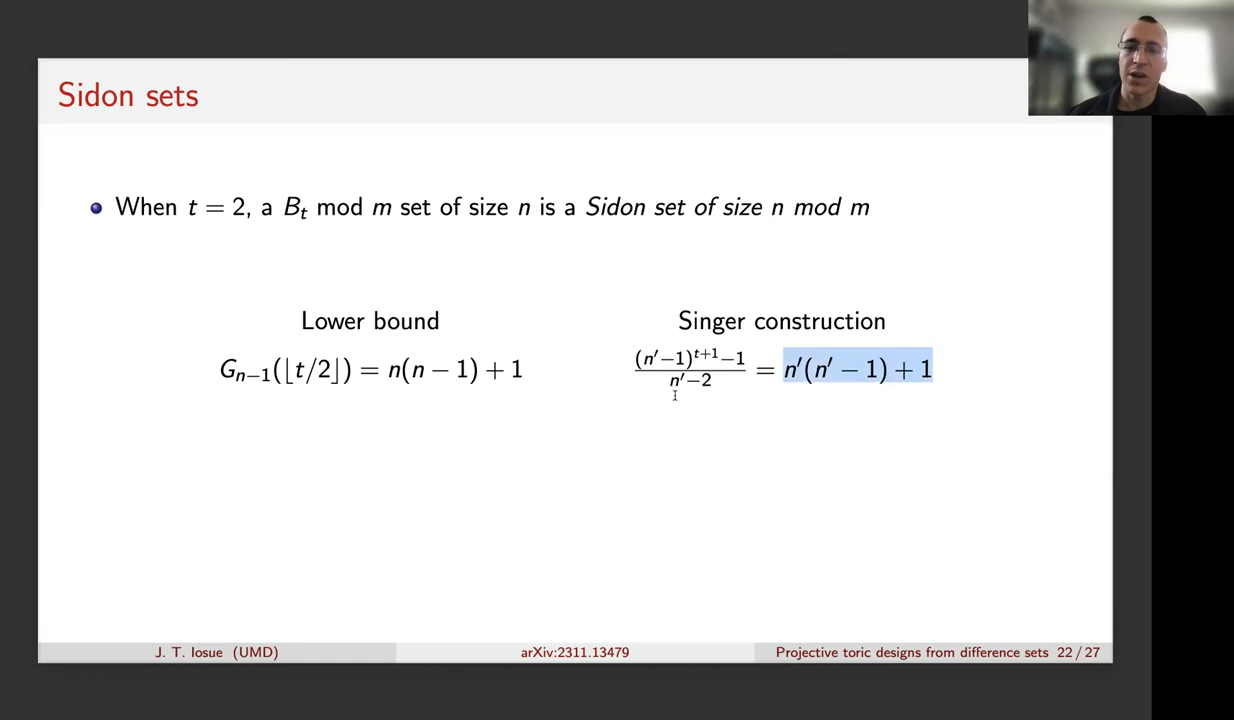 Sidon sets
When t = 2, a Bₜ mod m set of size n is a Sidon set of size n mod m
Lower bound
Singer construction
Gₙ₋₁(⌊t/2⌋) = n(n − 1) + 1
((n′−1)^{t+1}−1)/(n′−2) = n′(n′ − 1) + 1
J. T. Iosue (UMD)
arXiv:2311.13479
Projective toric designs from difference sets 22 / 27